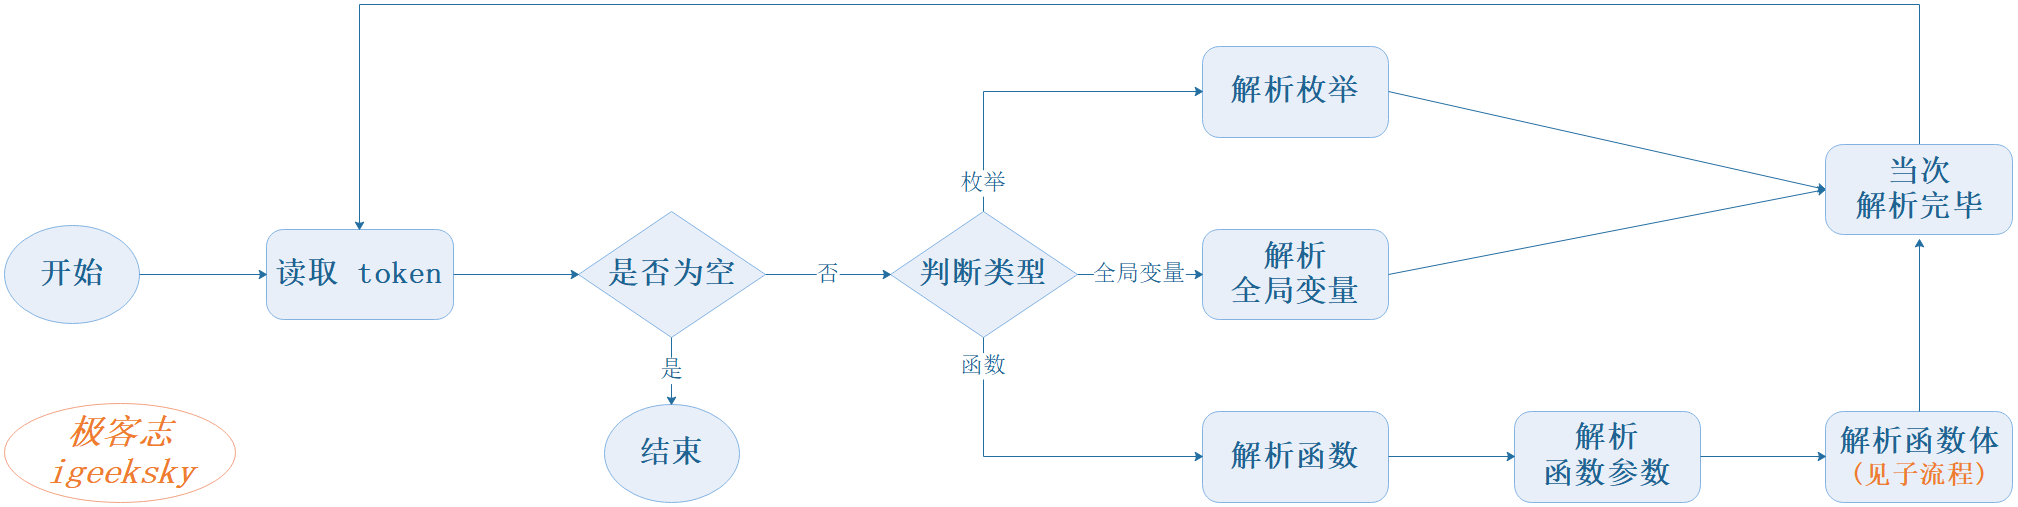 开始
读取 token
是否为空
否
是
结束
判断类型
枚举
解析枚举
全局变量
解析
全局变量
函数
解析函数
解析
函数参数
解析函数体
（见子流程）
当次
解析完毕
极客志
igeeksky